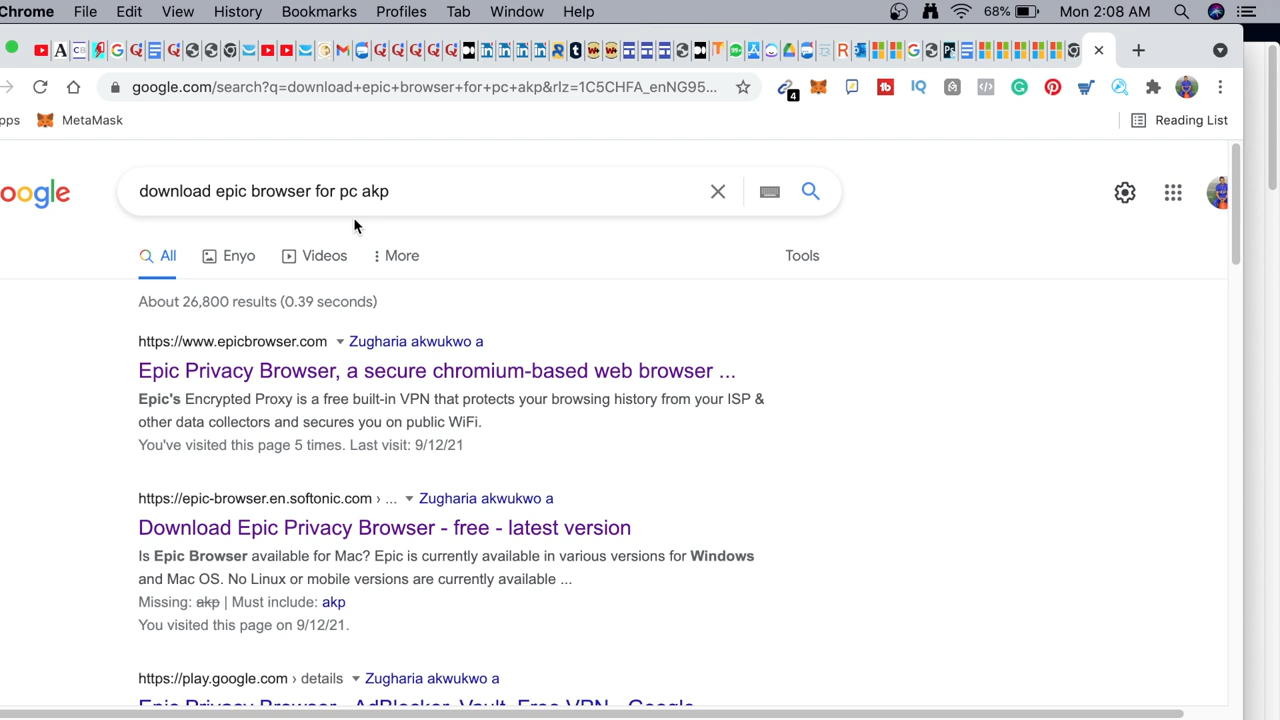 Chrome File Edit View History Bookmarks Profiles Tab Window Help 68% Mon 2:08 AM
google.com/search?q=download+epic+browser+for+pc+akp&rlz=1C5CHFA_enNG95... 4
pps MetaMask Reading List
oogle download epic browser for pc akp
All Enyo Videos More Tools
About 26,800 results (0.39 seconds)
https://www.epicbrowser.com Zugharia akwukwo a
Epic Privacy Browser, a secure chromium-based web browser ...
Epic's Encrypted Proxy is a free built-in VPN that protects your browsing history from your ISP &
other data collectors and secures you on public WiFi.
You've visited this page 5 times. Last visit: 9/12/21
https://epic-browser.en.softonic.com › ... Zugharia akwukwo a
Download Epic Privacy Browser - free - latest version
Is Epic Browser available for Mac? Epic is currently available in various versions for Windows
and Mac OS. No Linux or mobile versions are currently available ...
Missing: akp | Must include: akp
You visited this page on 9/12/21.
https://play.google.com › details Zugharia akwukwo a
Epic Privacy Browser - AdBlocker, Vault, Free VPN - Google